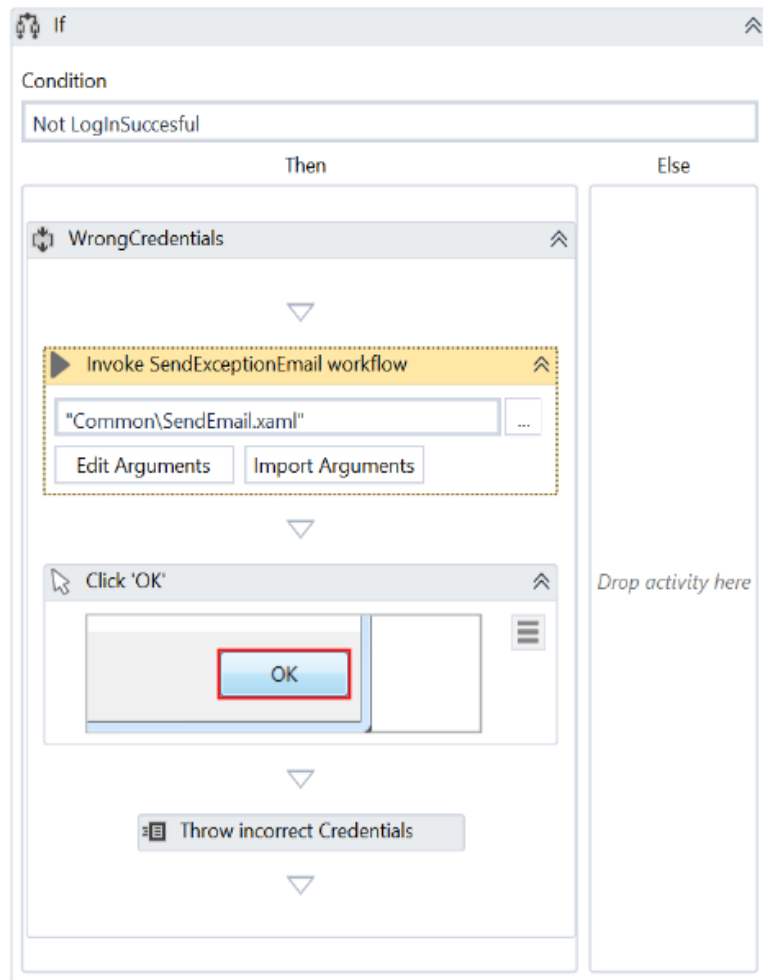 If
Condition
Not LogInSuccesful
Then
Else
WrongCredentials
Invoke SendExceptionEmail workflow
"Common\SendEmail.xaml"
...
Edit Arguments
Import Arguments
Click 'OK'
OK
Drop activity here
Throw incorrect Credentials